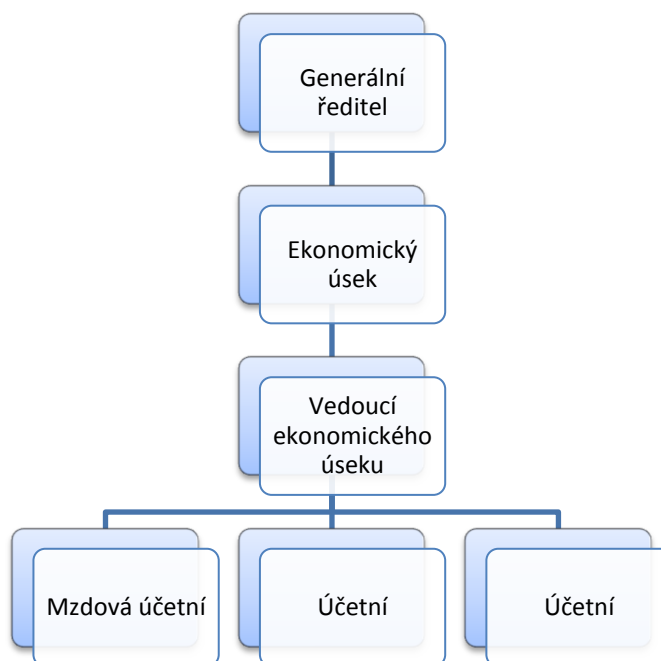 Generální
ředitel
Ekonomický
úsek
Vedoucí
ekonomického
úseku
Mzdová účetní
Účetní
Účetní